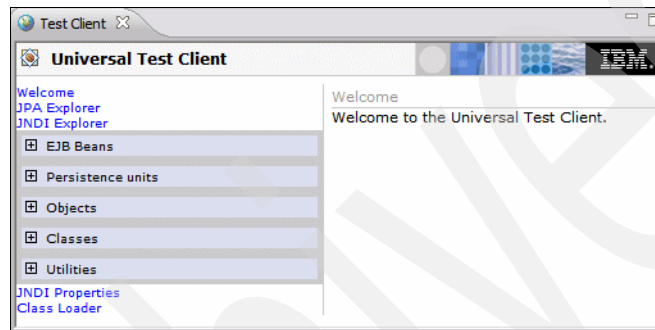 Test Client
Universal Test Client
IBM.
Welcome
JPA Explorer
JNDI Explorer
EJB Beans
Persistence units
Objects
Classes
Utilities
JNDI Properties
Class Loader
Welcome
Welcome to the Universal Test Client.